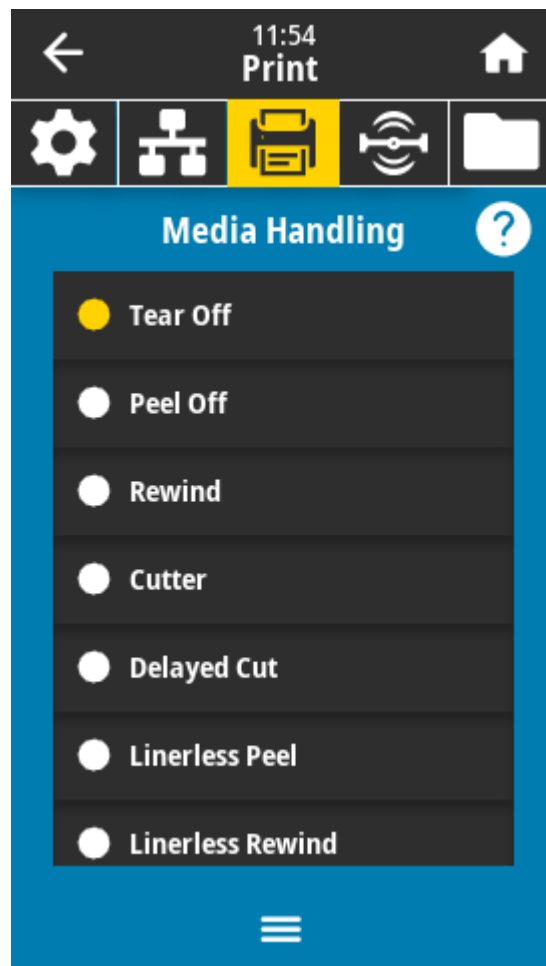 11:54
Print
Media Handling
?
Tear Off
Peel Off
Rewind
Cutter
Delayed Cut
Linerless Peel
Linerless Rewind